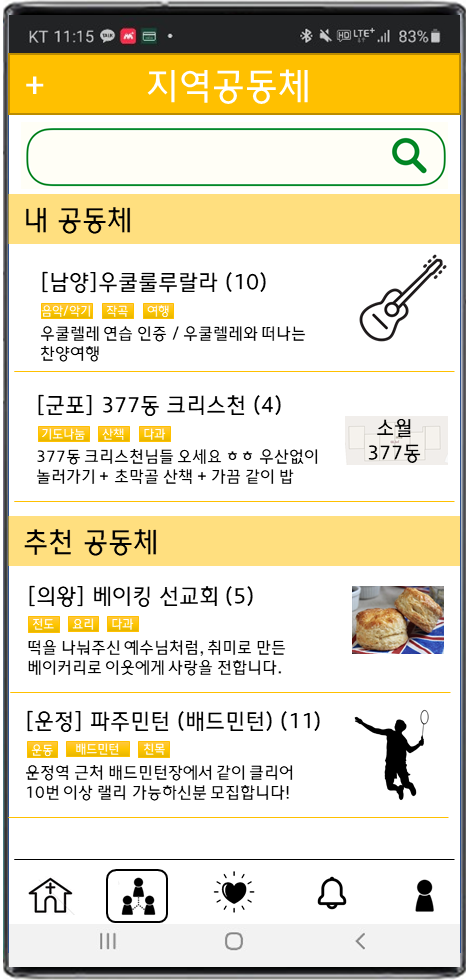 KT 11:15 HD LTE+ 83%
+ 지역공동체
내 공동체
[남양]우쿨룰루랄라 (10)
음악/악기 작곡 여행
우쿨렐레 연습 인증 / 우쿨렐레와 떠나는
찬양여행
[군포] 377동 크리스천 (4)
기도나눔 산책 다과
377동 크리스천님들 오세요 ㅎㅎ 우산없이
놀러가기 + 초막골 산책 + 가끔 같이 밥
소월
377동
추천 공동체
[의왕] 베이킹 선교회 (5)
전도 요리 다과
떡을 나눠주신 예수님처럼, 취미로 만든
베이커리로 이웃에게 사랑을 전합니다.
[운정] 파주민턴 (배드민턴) (11)
운동 배드민턴 친목
운정역 근처 배드민턴장에서 같이 클리어
10번 이상 랠리 가능하신분 모집합니다!